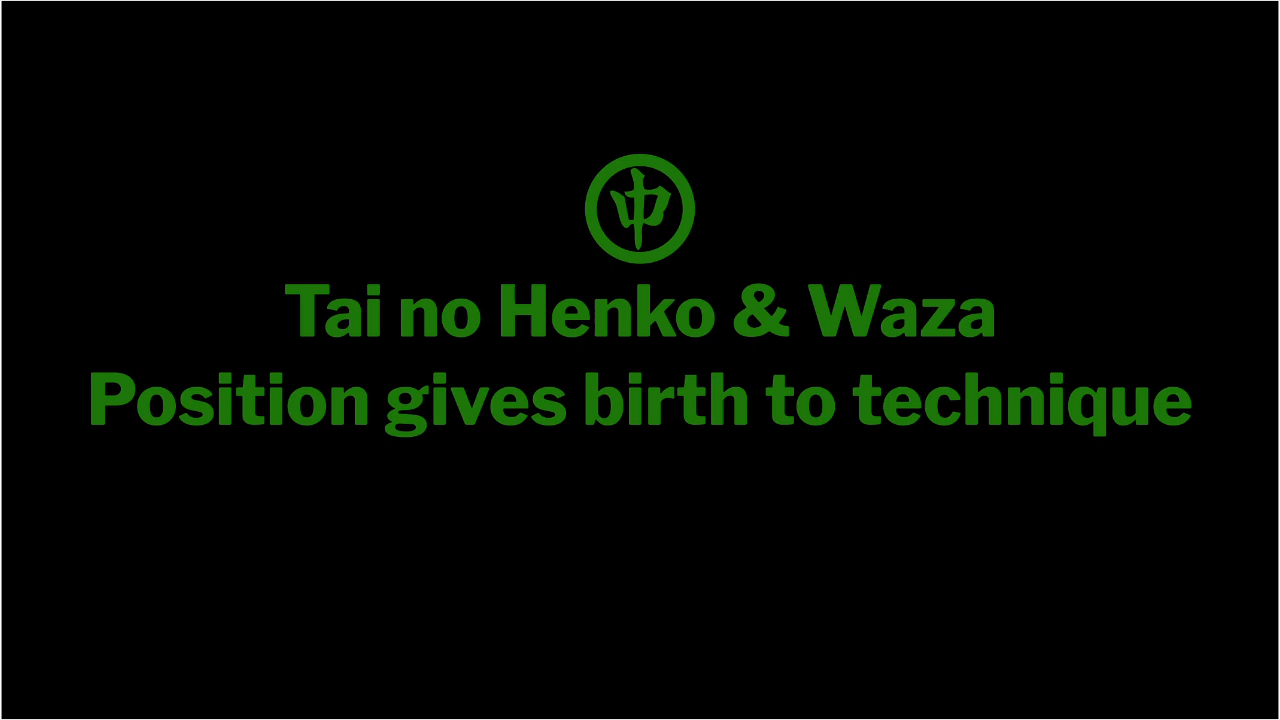 中
Tai no Henko & Waza
Position gives birth to technique